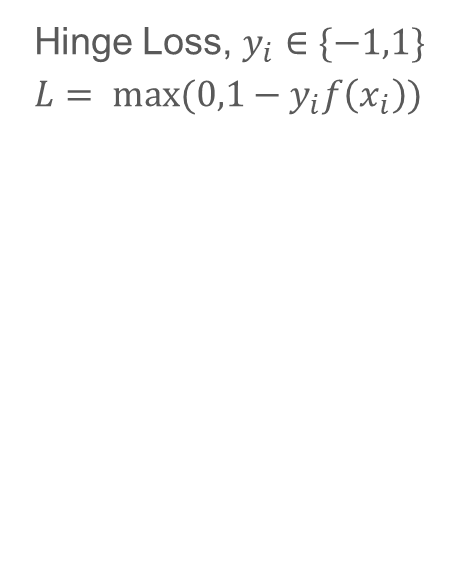 Hinge Loss, 𝑦ᵢ ∈ {−1,1}
𝐿 = max(0,1 − 𝑦ᵢ𝑓(𝑥ᵢ))